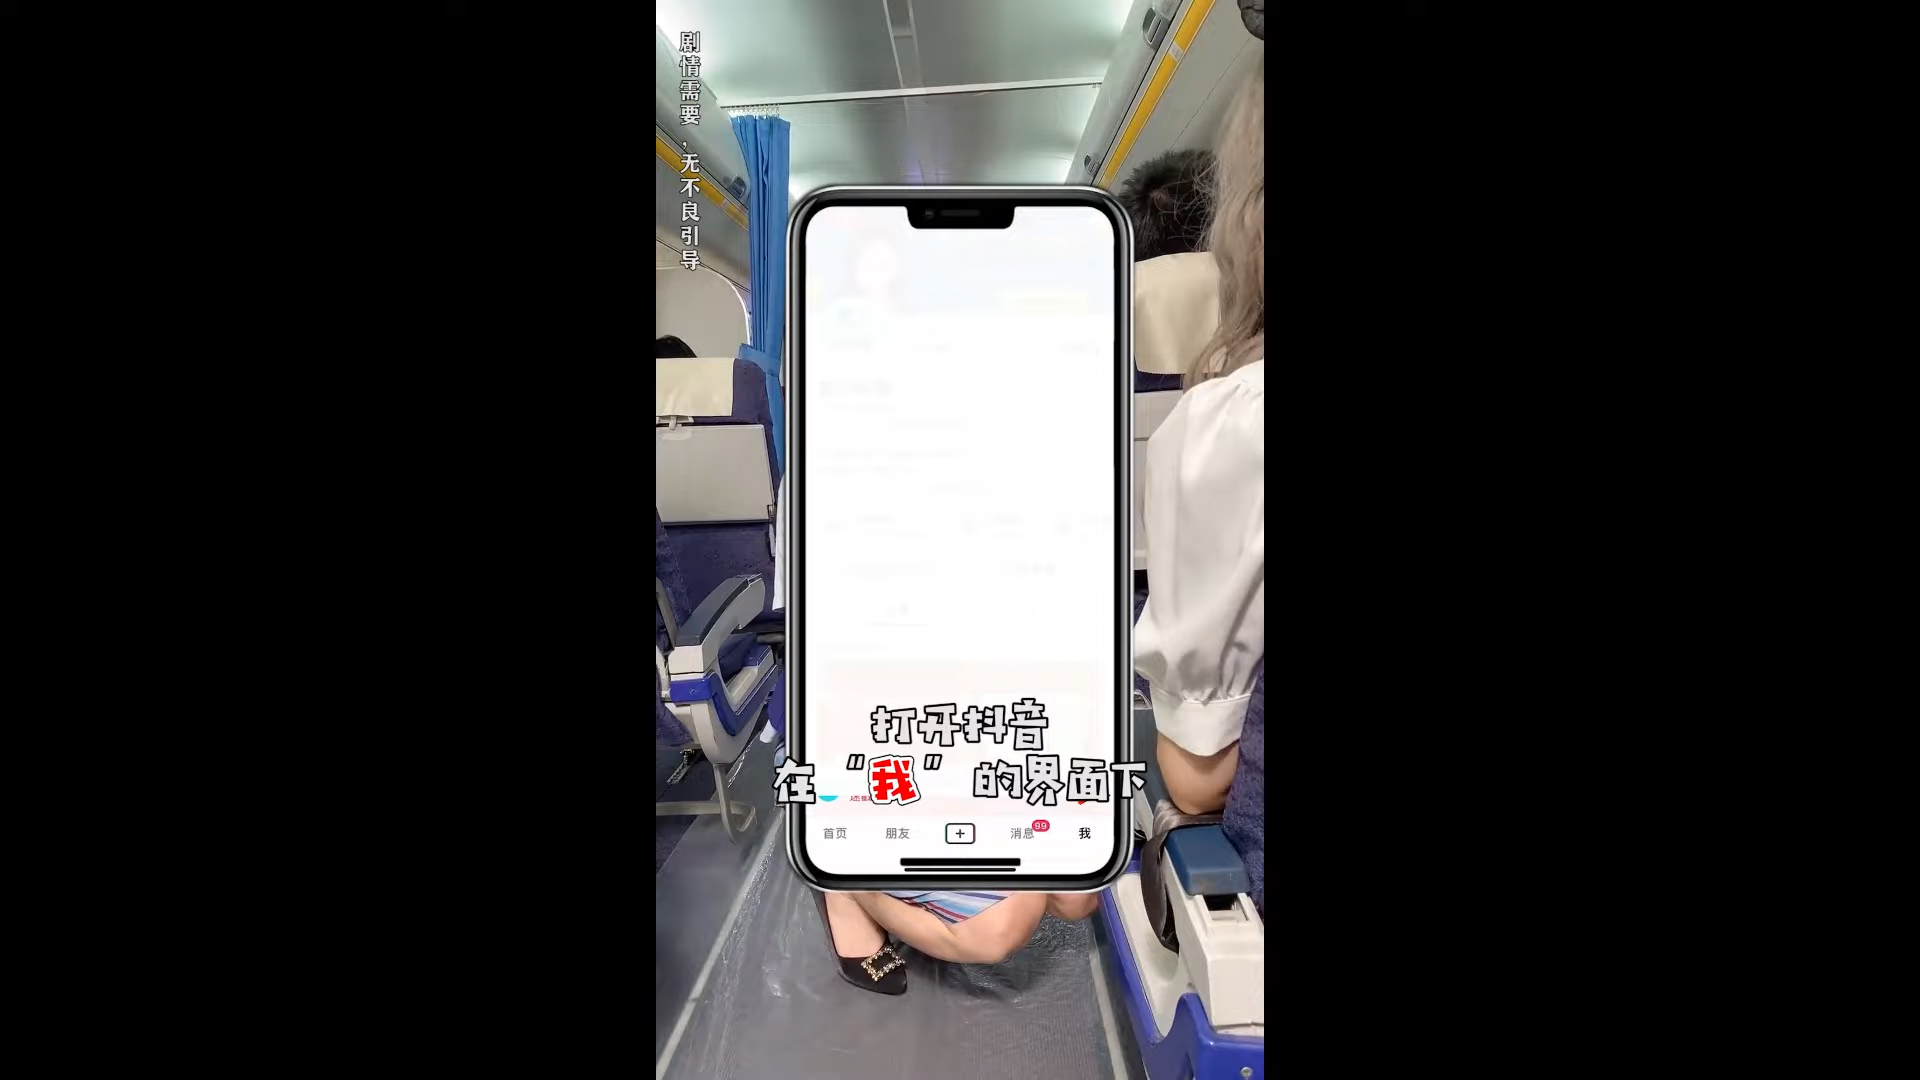 剧情需要，无不良引导
打开抖音
在“我”的界面下
首页
朋友
消息
99
我